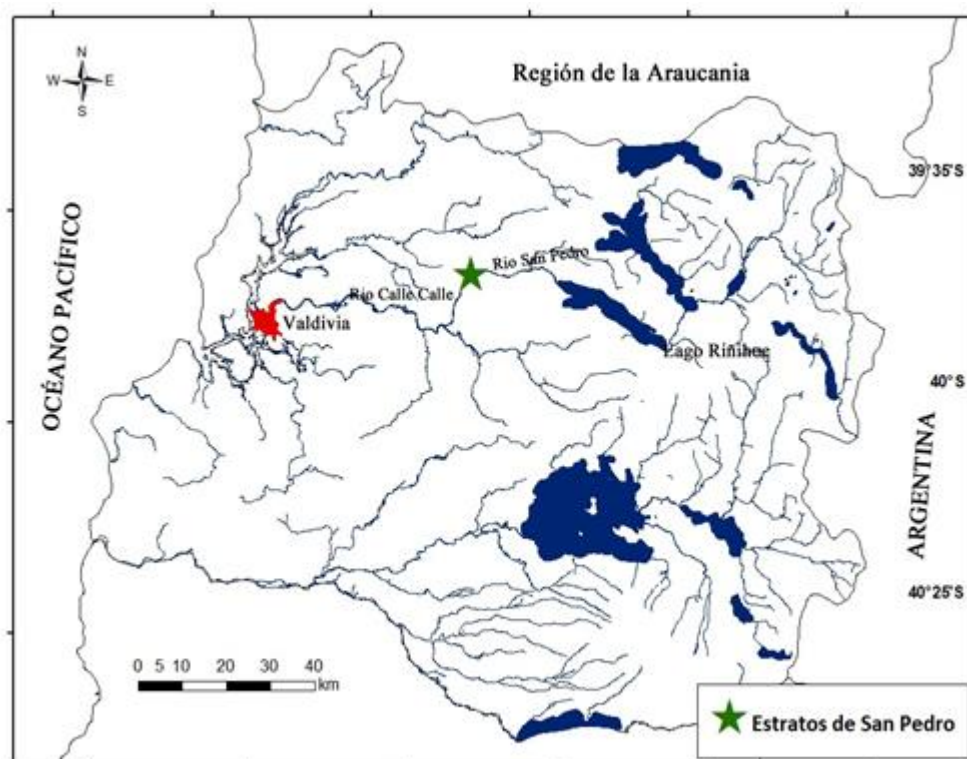 N
W E
S
Región de la Araucania
39°35'S
OCÉANO PACÍFICO
Rio San Pedro
Rio Calle Calle
Valdivia
Lago Riñihue
40°S
ARGENTINA
40°25'S
0 5 10 20 30 40
km
Estratos de San Pedro